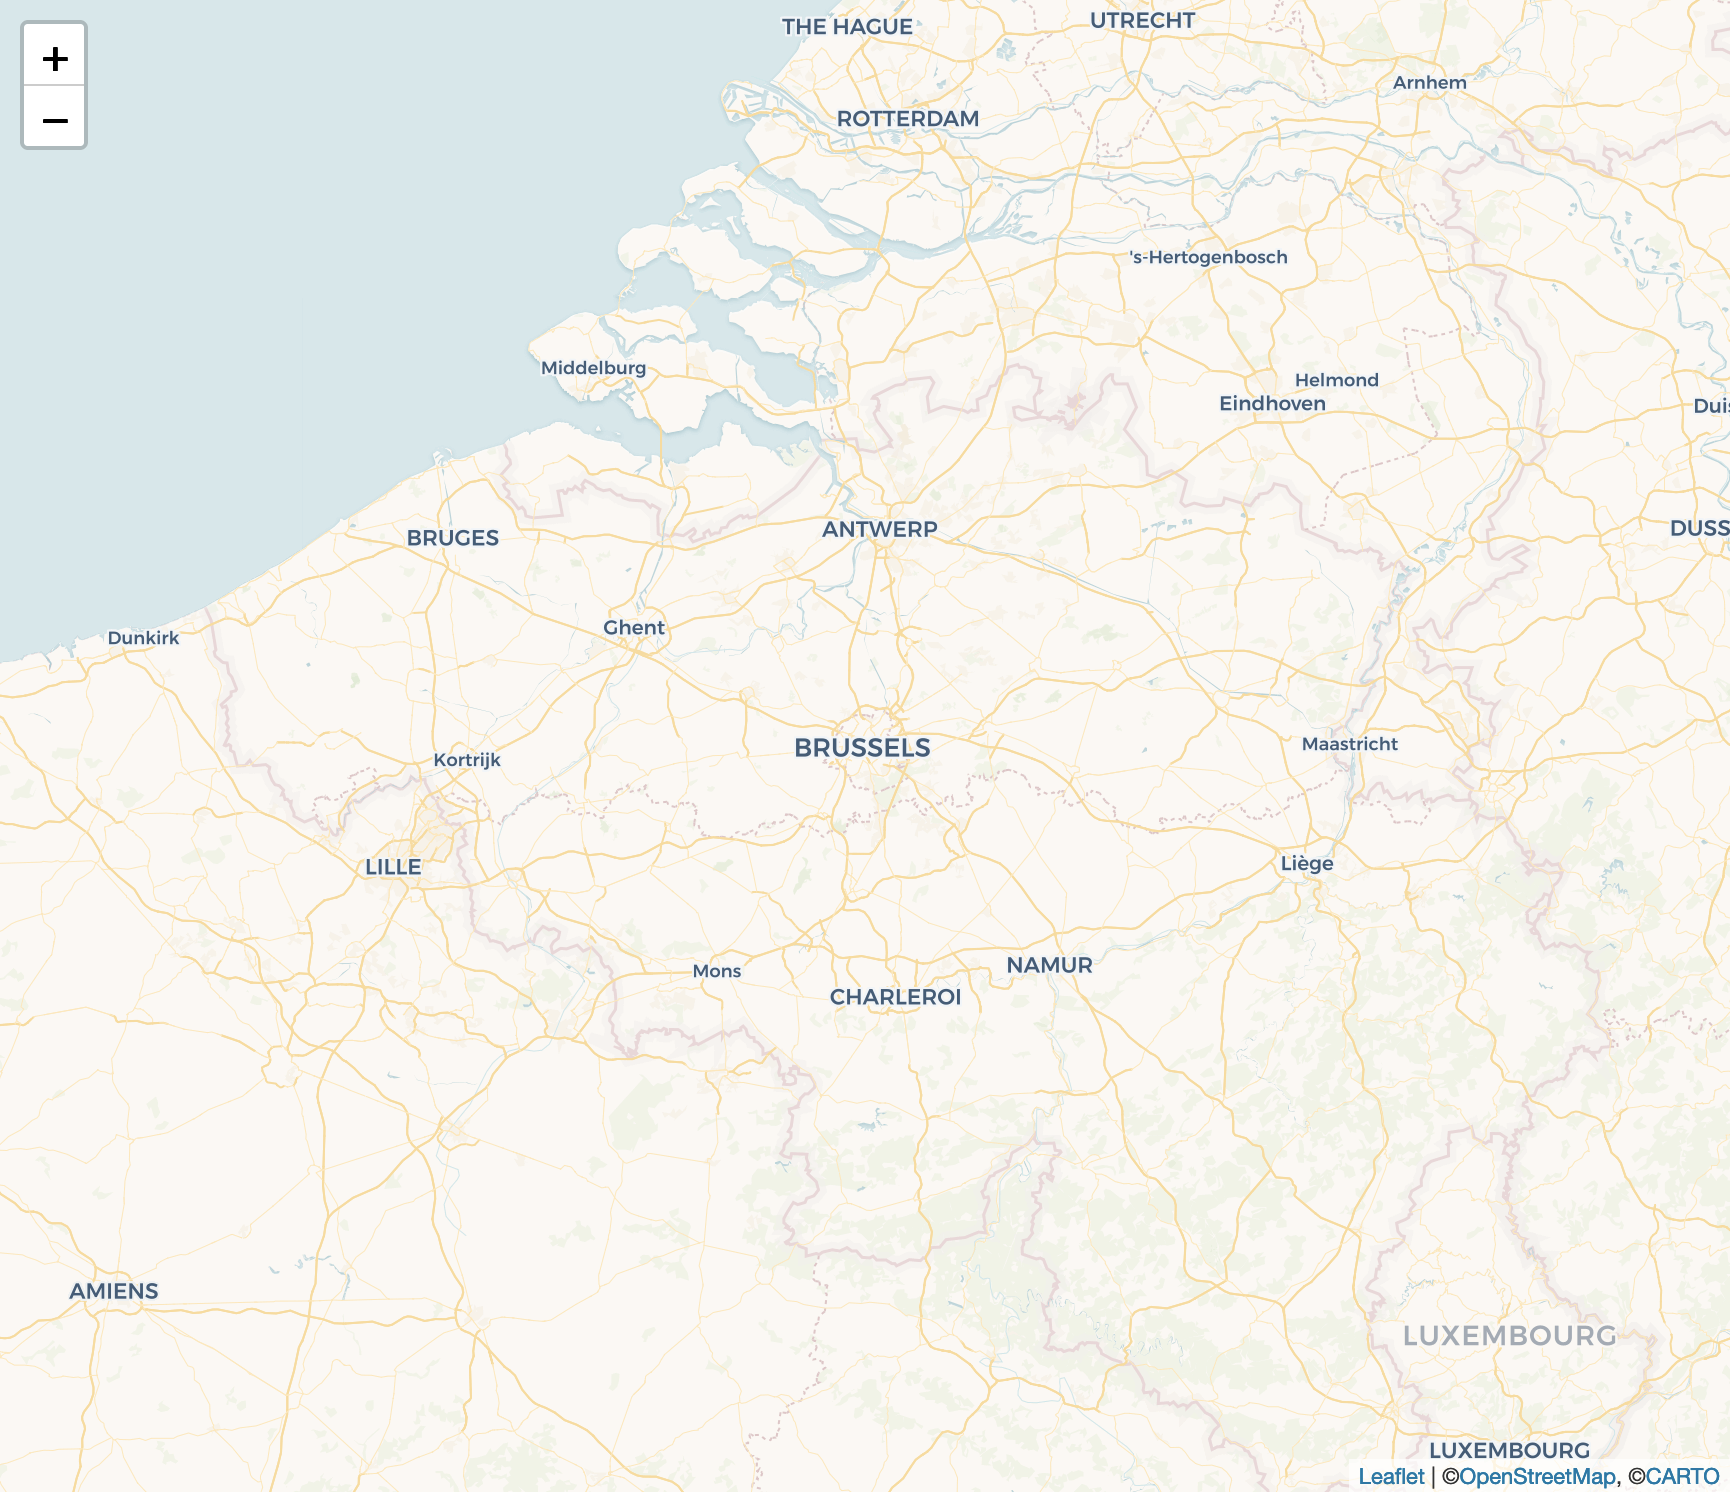 +
−
THE HAGUE
UTRECHT
Arnhem
ROTTERDAM
's-Hertogenbosch
Middelburg
Helmond
Eindhoven
Duis
BRUGES
ANTWERP
DUSS
Ghent
Dunkirk
BRUSSELS
Maastricht
Kortrijk
LILLE
Liège
NAMUR
Mons
CHARLEROI
AMIENS
LUXEMBOURG
LUXEMBOURG
Leaflet | ©OpenStreetMap, ©CARTO